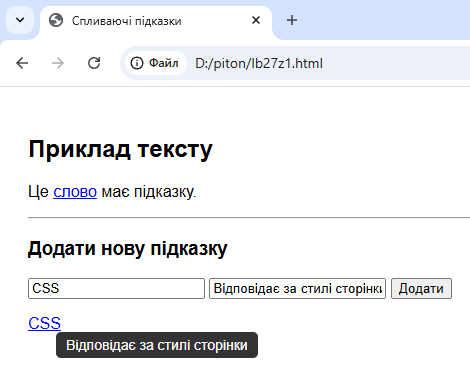 Спливаючі підказки
Файл D:/piton/lb27z1.html
Приклад тексту
Це слово має підказку.
Додати нову підказку
CSS Відповідає за стилі сторінки Додати
CSS
Відповідає за стилі сторінки